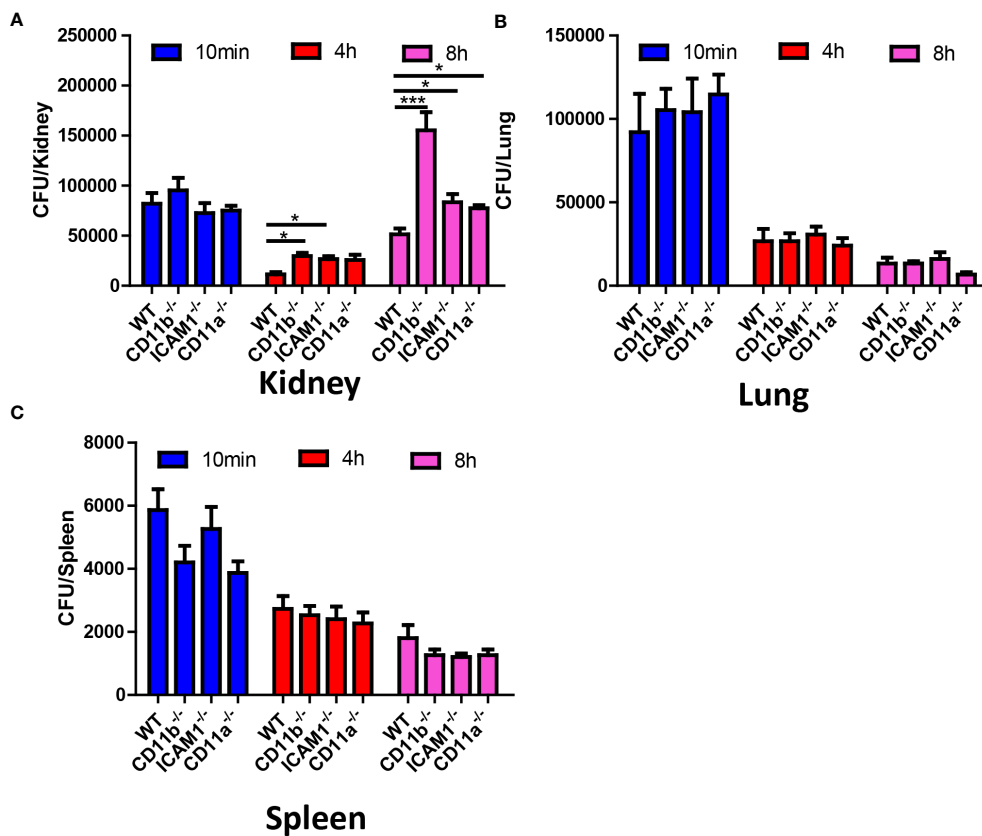 A
250000
200000
150000
100000
50000
0
CFU/Kidney
10min
4h
8h
*
*
***
*
*
WT
CD11b-/-
ICAM1-/-
CD11a-/-
WT
CD11b-/-
ICAM1-/-
CD11a-/-
WT
CD11b-/-
ICAM1-/-
CD11a-/-
Kidney
B
150000
100000
50000
0
CFU/Lung
10min
4h
8h
WT
CD11b-/-
ICAM1-/-
CD11a-/-
WT
CD11b-/-
ICAM1-/-
CD11a-/-
WT
CD11b-/-
ICAM1-/-
CD11a-/-
Lung
C
8000
6000
4000
2000
0
CFU/Spleen
10min
4h
8h
WT
CD11b-/-
ICAM1-/-
CD11a-/-
WT
CD11b-/-
ICAM1-/-
CD11a-/-
WT
CD11b-/-
ICAM1-/-
CD11a-/-
Spleen